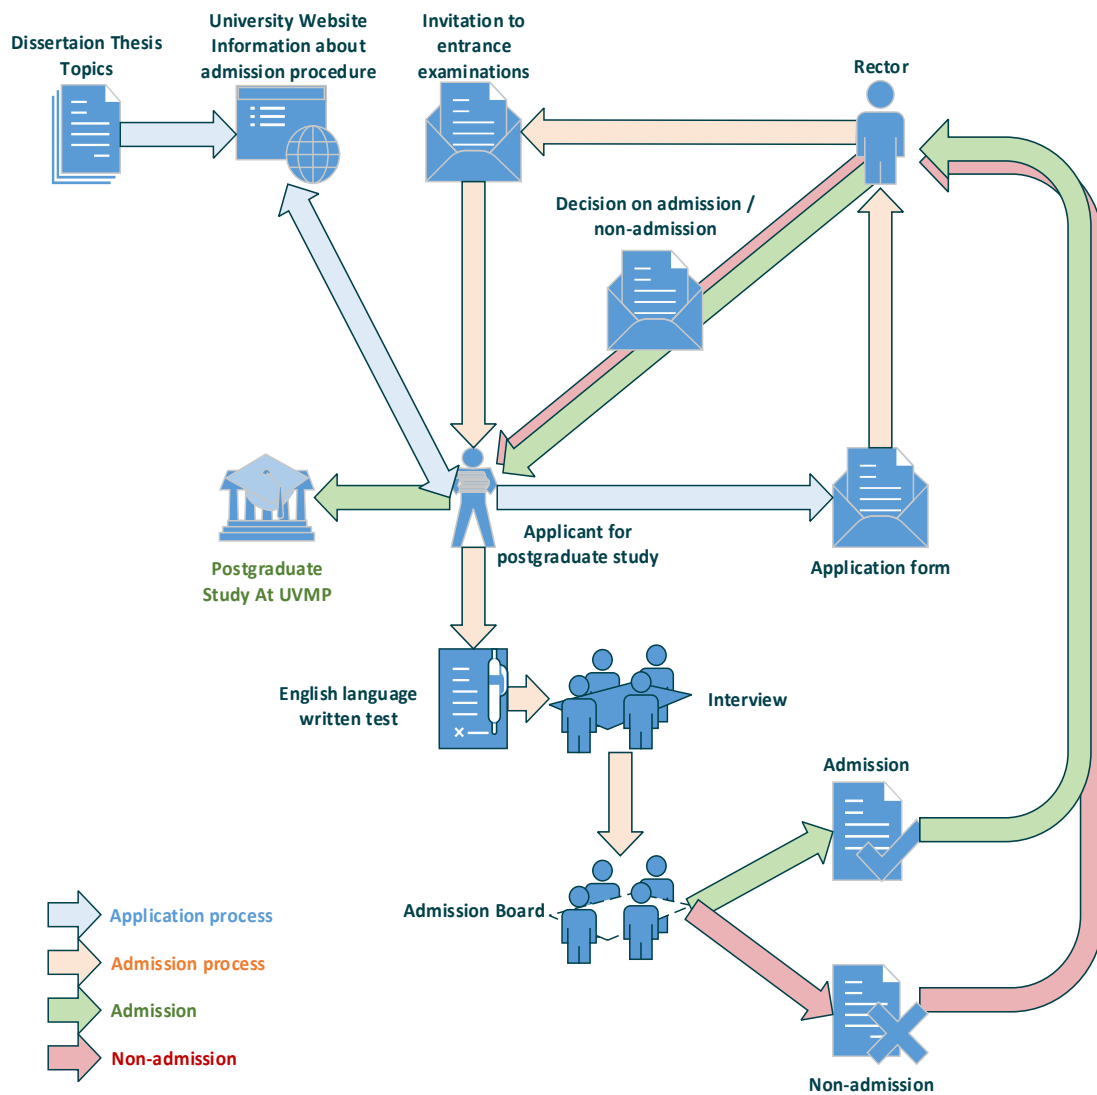 Dissertaion Thesis
Topics
University Website
Information about
admission procedure
Invitation to
entrance
examinations
Rector
Decision on admission /
non-admission
Applicant for
postgraduate study
Application form
Postgraduate
Study At UVMP
English language
written test
Interview
Admission
Admission Board
Non-admission
Application process
Admission process
Admission
Non-admission